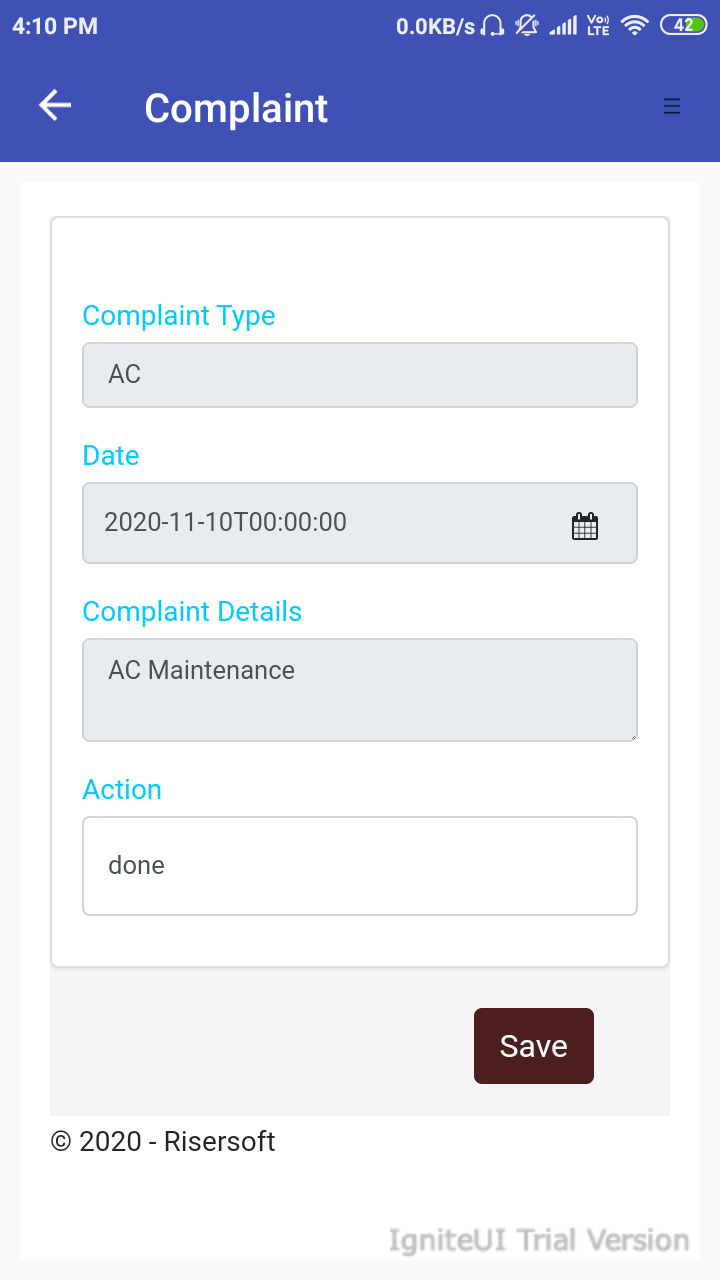 4:10 PM 0.0KB/s Vo) LTE 42
Complaint
Complaint Type
AC
Date
2020-11-10T00:00:00
Complaint Details
AC Maintenance
Action
done
Save
© 2020 - Risersoft
IgniteUI Trial Version